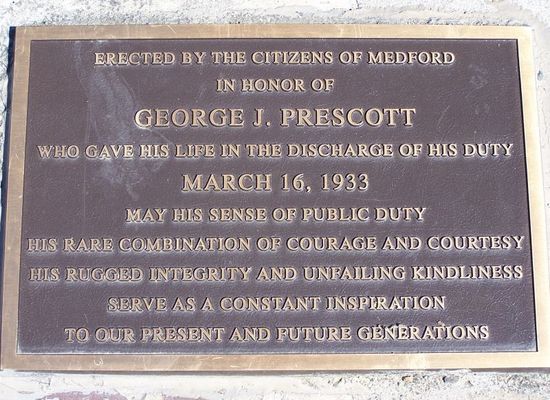 ERECTED BY THE CITIZENS OF MEDFORD
IN HONOR OF
GEORGE J. PRESCOTT
WHO GAVE HIS LIFE IN THE DISCHARGE OF HIS DUTY
MARCH 16, 1933
MAY HIS SENSE OF PUBLIC DUTY
HIS RARE COMBINATION OF COURAGE AND COURTESY
HIS RUGGED INTEGRITY AND UNFAILING KINDLINESS
SERVE AS A CONSTANT INSPIRATION
TO OUR PRESENT AND FUTURE GENERATIONS